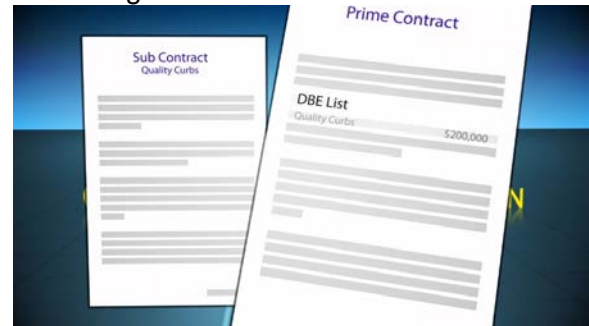 Sub Contract
Quality Curbs
Prime Contract
DBE List
Quality Curbs $200,000
N